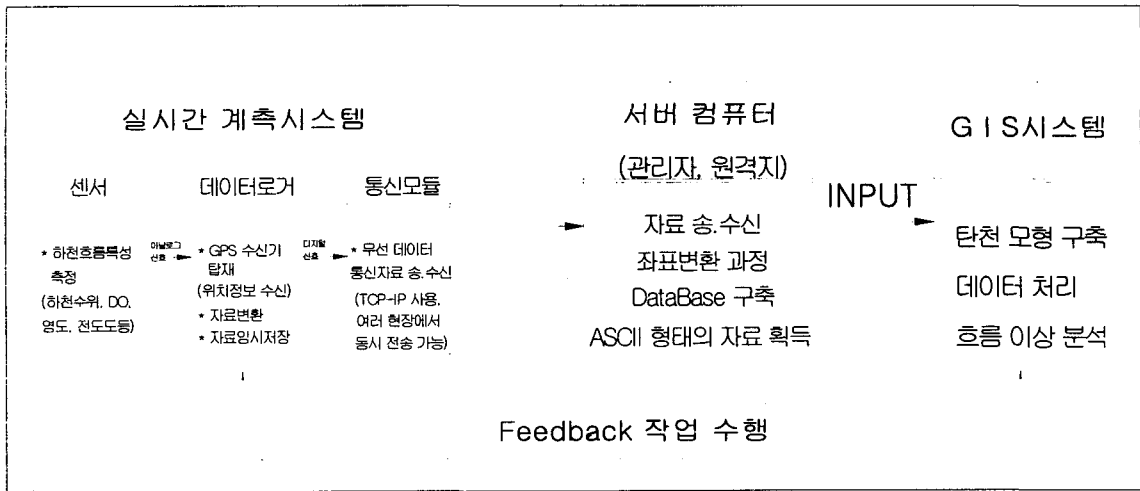 실시간 계측시스템
센서
* 하천흐름특성
측정
(하천수위, DO,
염도, 전도도등)
아날로그
신호
데이터로거
* GPS 수신기
탑재
(위치정보 수신)
* 자료변환
* 자료임시저장
디지털
신호
통신모듈
* 무선 데이터
통신자료 송.수신
(TCP-IP 사용,
여러 현장에서
동시 전송 가능)
서버 컴퓨터
(관리자, 원격지)
자료 송.수신
좌표변환 과정
DataBase 구축
ASCII 형태의 자료 획득
INPUT
GIS시스템
탄천 모형 구축
데이터 처리
흐름 이상 분석
Feedback 작업 수행